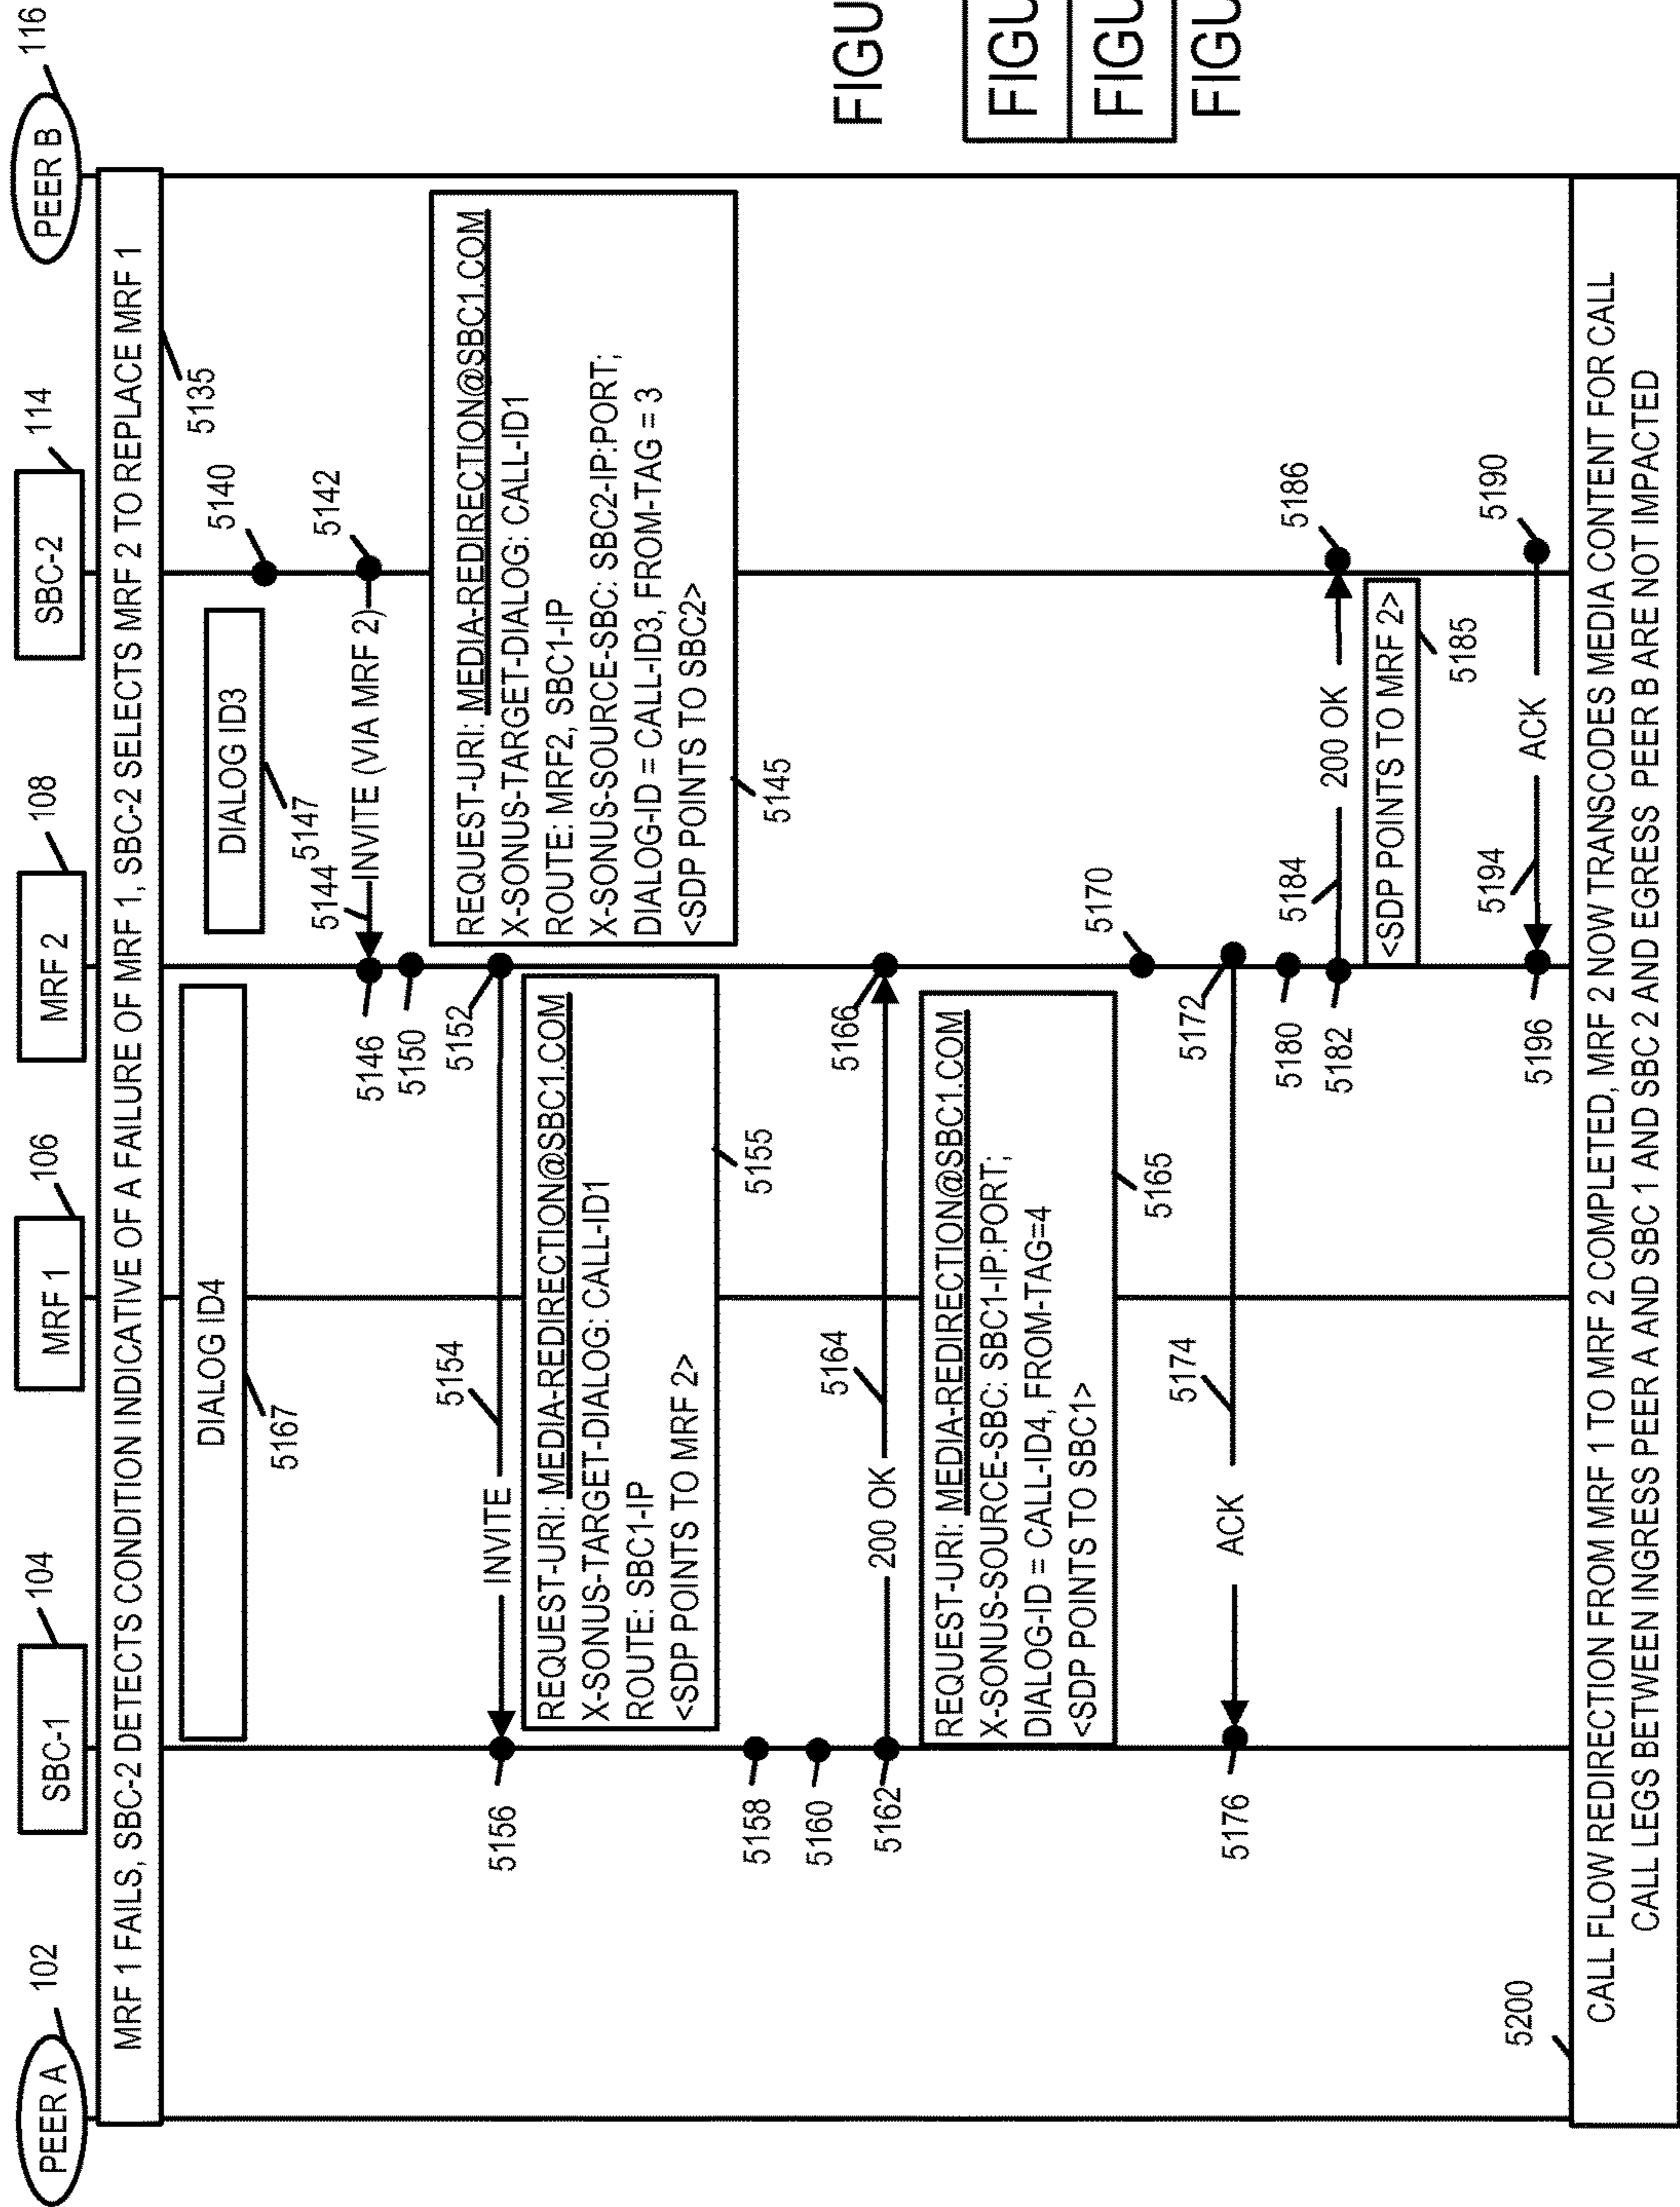 PEER A
102
SBC-1
104
MRF 1
106
MRF 2
108
SBC-2
114
PEER B
116
MRF 1 FAILS, SBC-2 DETECTS CONDITION INDICATIVE OF A FAILURE OF MRF 1, SBC-2 SELECTS MRF 2 TO REPLACE MRF 1
5135
DIALOG ID4
5167
DIALOG ID3
5147
5140
5142
5144
INVITE (VIA MRF 2)
5146
5150
5152
REQUEST-URI: MEDIA-REDIRECTION@SBC1.COM
X-SONUS-TARGET-DIALOG: CALL-ID1
ROUTE: MRF2, SBC1-IP
X-SONUS-SOURCE-SBC: SBC2-IP:PORT;
DIALOG-ID = CALL-ID3, FROM-TAG = 3
<SDP POINTS TO SBC2>
5145
INVITE
5154
5156
REQUEST-URI: MEDIA-REDIRECTION@SBC1.COM
X-SONUS-TARGET-DIALOG: CALL-ID1
ROUTE: SBC1-IP
<SDP POINTS TO MRF 2>
5155
5158
5160
5162
200 OK
5164
5166
REQUEST-URI: MEDIA-REDIRECTION@SBC1.COM
X-SONUS-SOURCE-SBC: SBC1-IP:PORT;
DIALOG-ID = CALL-ID4, FROM-TAG=4
<SDP POINTS TO SBC1>
5165
5170
5172
ACK
5174
5176
5180
5182
5184
200 OK
5186
<SDP POINTS TO MRF 2>
5185
5190
ACK
5194
5196
5200
CALL FLOW REDIRECTION FROM MRF 1 TO MRF 2 COMPLETED, MRF 2 NOW TRANSCODES MEDIA CONTENT FOR CALL
CALL LEGS BETWEEN INGRESS PEER A AND SBC 1 AND SBC 2 AND EGRESS PEER B ARE NOT IMPACTED